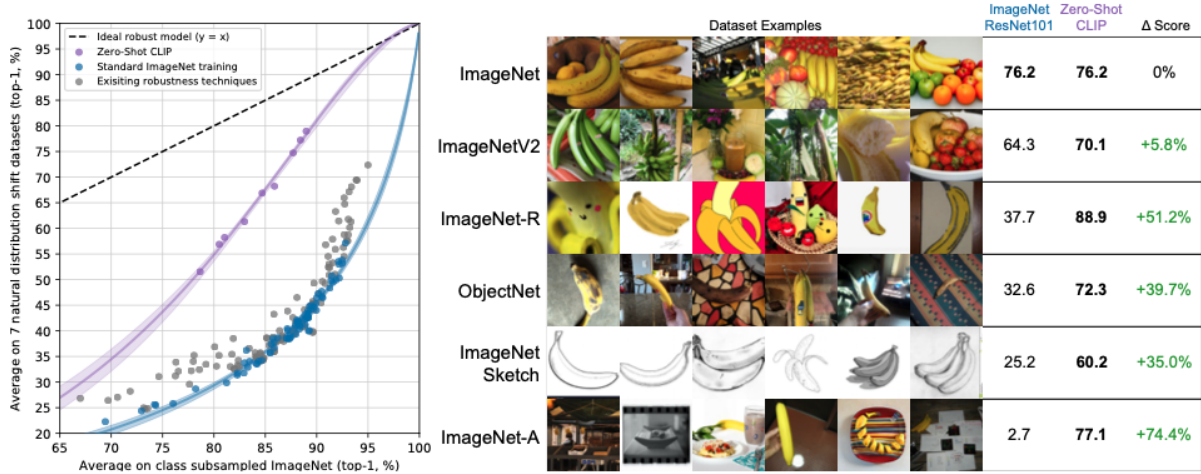 Ideal robust model (y = x)
Zero-Shot CLIP
Standard ImageNet training
Exisiting robustness techniques
Average on 7 natural distribution shift datasets (top-1, %)
100
95
90
85
80
75
70
65
60
55
50
45
40
35
30
25
20
65 70 75 80 85 90 95 100
Average on class subsampled ImageNet (top-1, %)
Dataset Examples
ImageNet
ResNet101
Zero-Shot
CLIP
Δ Score
ImageNet 76.2 76.2 0%
ImageNetV2 64.3 70.1 +5.8%
ImageNet-R 37.7 88.9 +51.2%
ObjectNet 32.6 72.3 +39.7%
ImageNet
Sketch 25.2 60.2 +35.0%
ImageNet-A 2.7 77.1 +74.4%